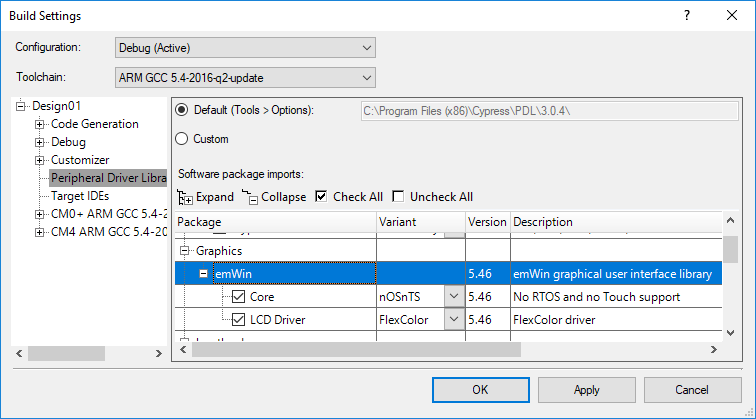 Build Settings
Configuration: Debug (Active)
Toolchain: ARM GCC 5.4-2016-q2-update
Design01
Code Generation
Debug
Customizer
Peripheral Driver Libra
Target IDEs
CM0+ ARM GCC 5.4-2
CM4 ARM GCC 5.4-20
Default (Tools > Options): C:\Program Files (x86)\Cypress\PDL\3.0.4\
Custom
Software package imports:
Expand Collapse Check All Uncheck All
Package Variant Version Description
Graphics
emWin 5.46 emWin graphical user interface library
Core nOSnTS 5.46 No RTOS and no Touch support
LCD Driver FlexColor 5.46 FlexColor driver
OK Apply Cancel